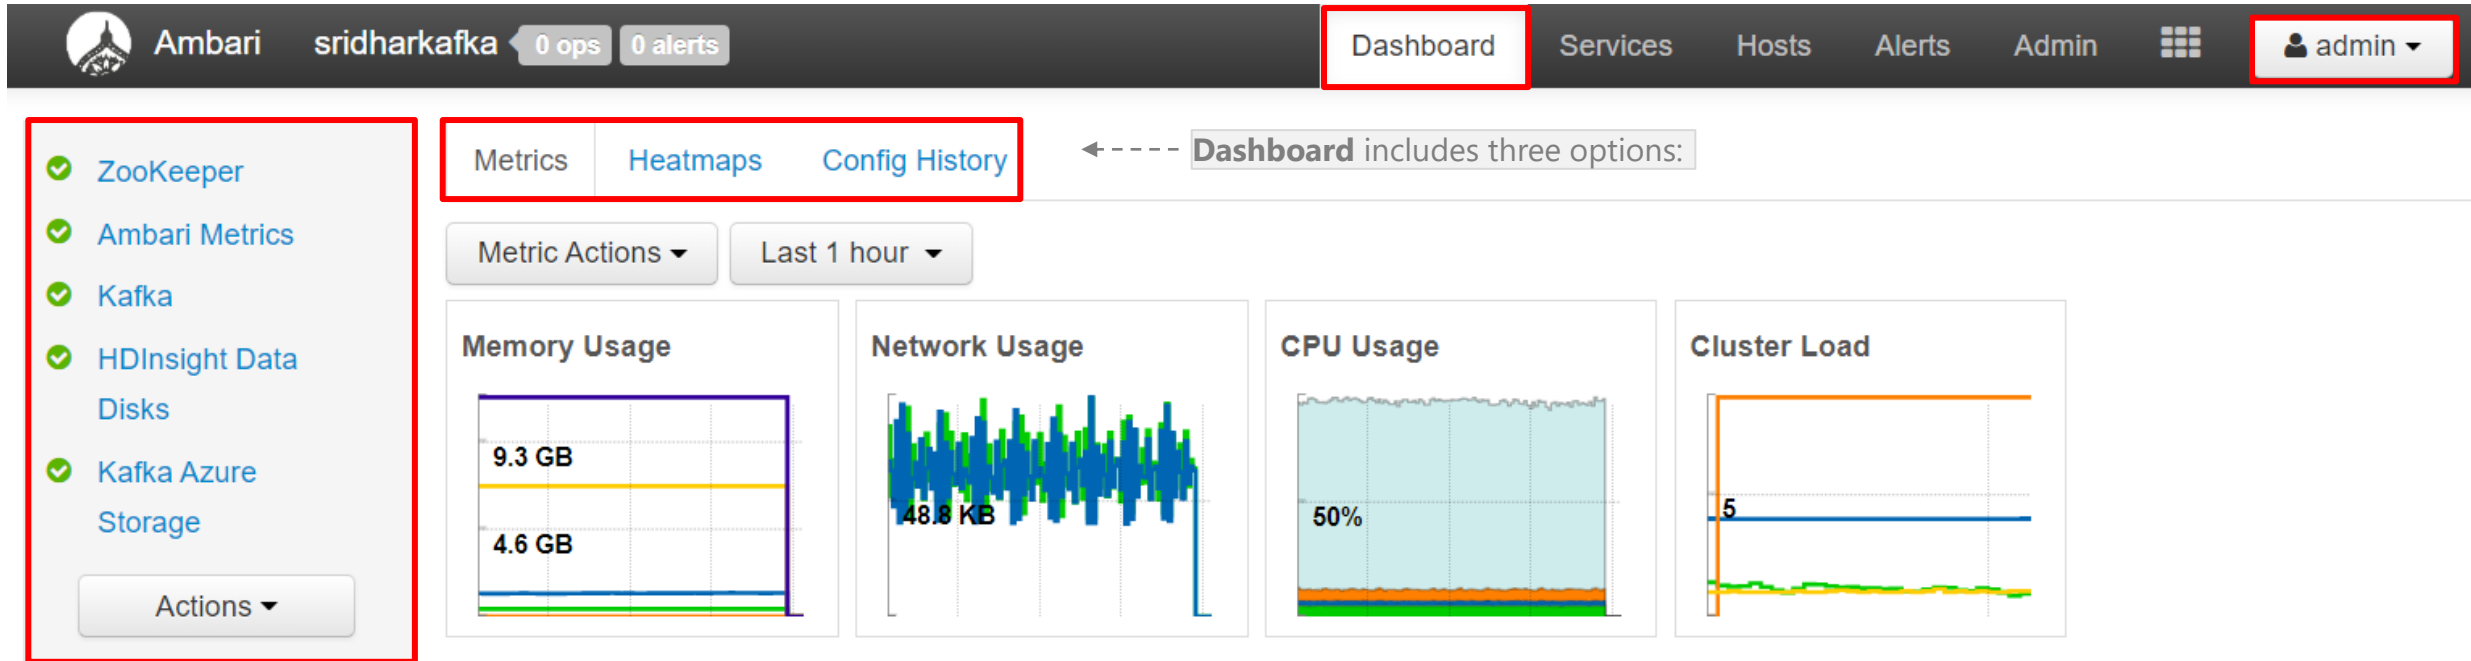 Ambari sridharkafka 0 ops 0 alerts Dashboard Services Hosts Alerts Admin admin
ZooKeeper
Ambari Metrics
Kafka
HDInsight Data
Disks
Kafka Azure
Storage
Actions
Metrics Heatmaps Config History
Dashboard includes three options:
Metric Actions Last 1 hour
Memory Usage
9.3 GB
4.6 GB
Network Usage
48.8 KB
CPU Usage
50%
Cluster Load
5